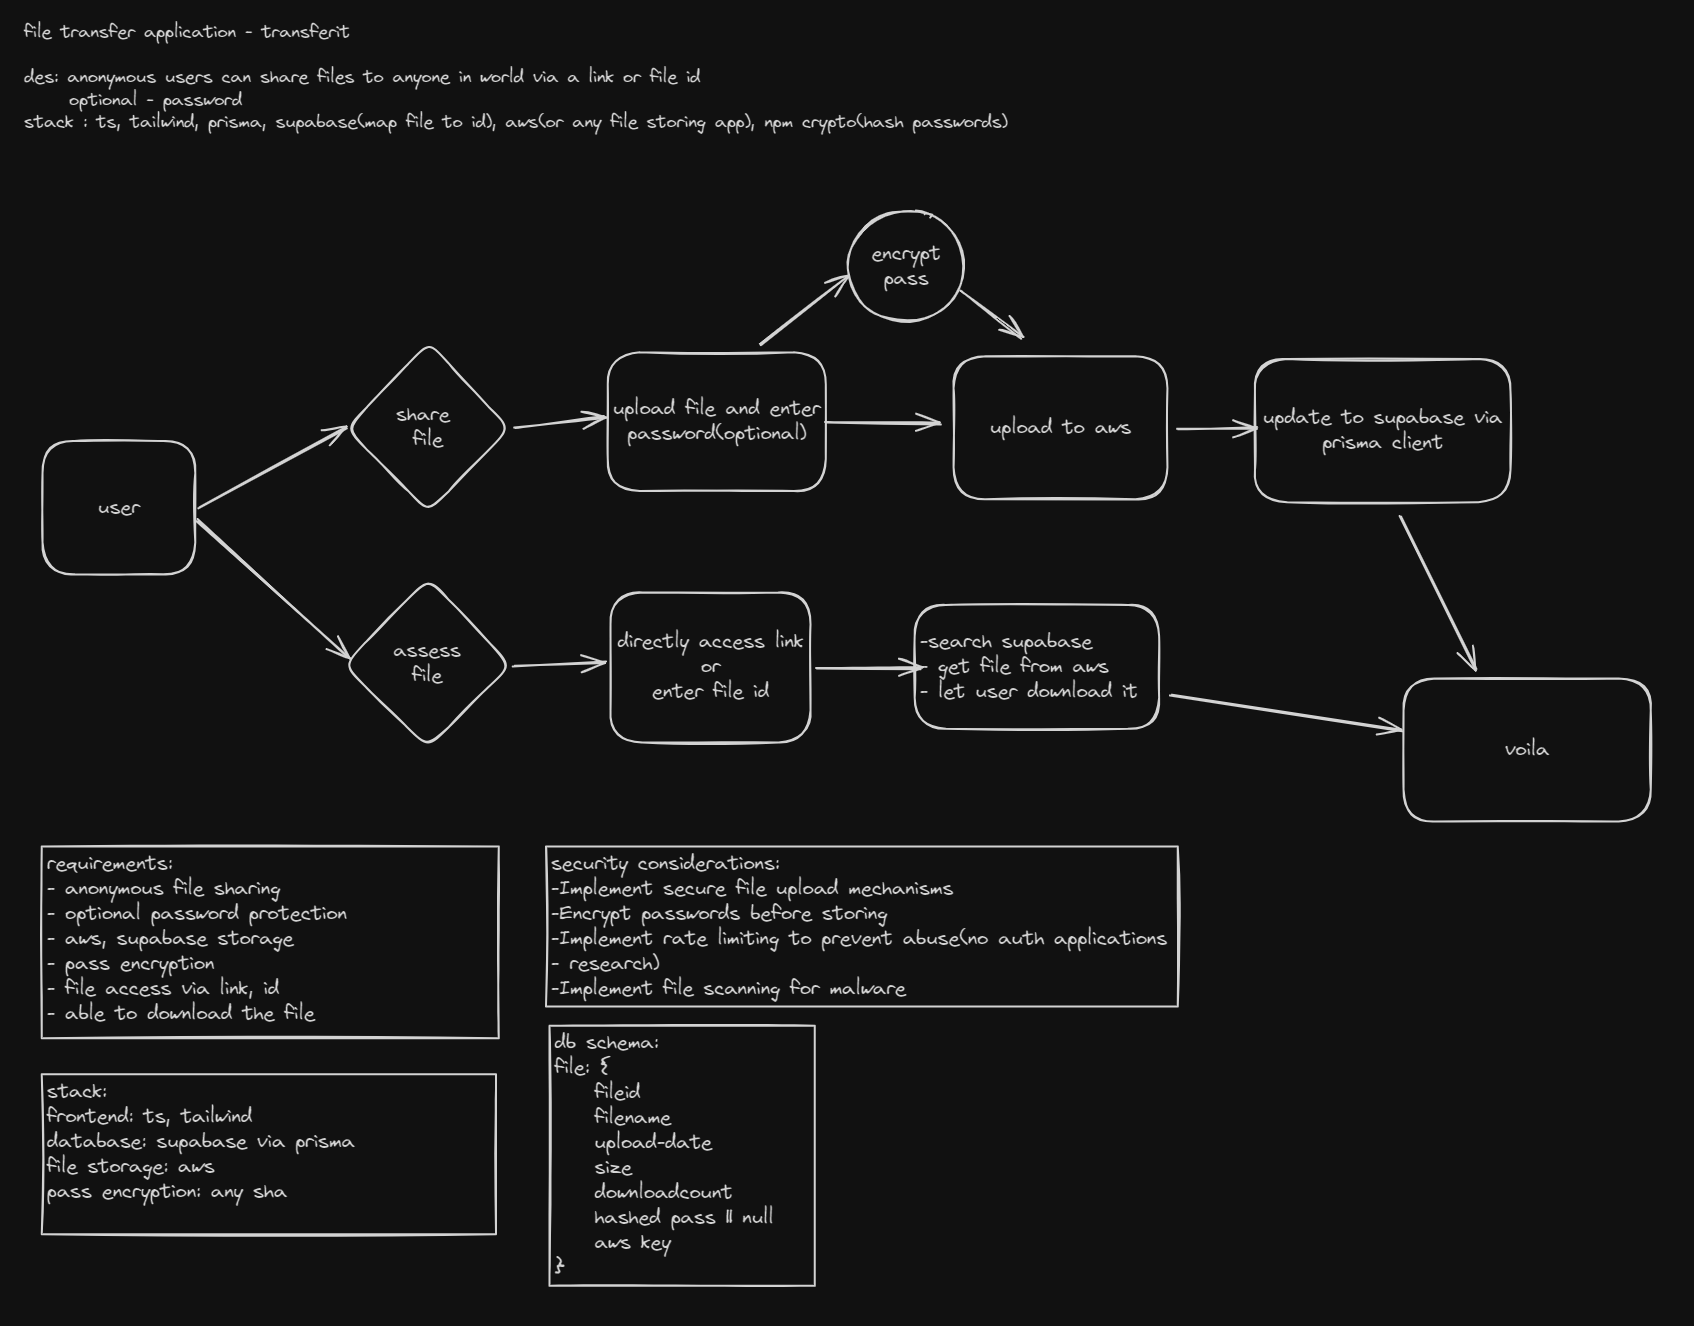 file transfer application - transferit
des: anonymous users can share files to anyone in world via a link or file id
optional - password
stack : ts, tailwind, prisma, supabase(map file to id), aws(or any file storing app), npm crypto(hash passwords)
encrypt
pass
share
file
upload file and enter
password(optional)
upload to aws
update to supabase via
prisma client
user
assess
file
directly access link
or
enter file id
-search supabase
- get file from aws
- let user download it
voila
requirements:
- anonymous file sharing
- optional password protection
- aws, supabase storage
- pass encryption
- file access via link, id
- able to download the file
security considerations:
-Implement secure file upload mechanisms
-Encrypt passwords before storing
-Implement rate limiting to prevent abuse(no auth applications
- research)
-Implement file scanning for malware
stack:
frontend: ts, tailwind
database: supabase via prisma
file storage: aws
pass encryption: any sha
db schema:
file: {
fileid
filename
upload-date
size
downloadcount
hashed pass || null
aws key
}